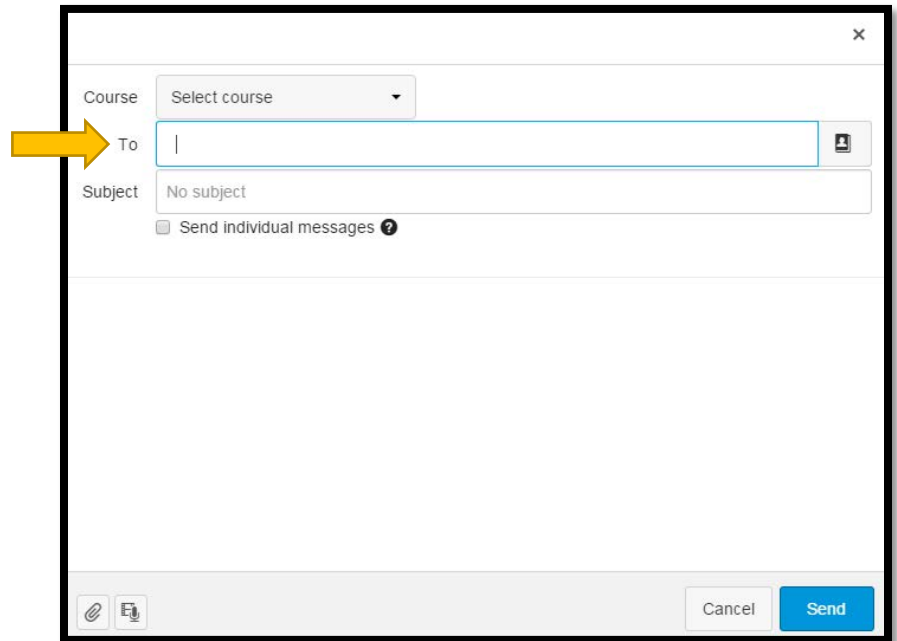 ×
Course Select course
To
Subject No subject
Send individual messages ?
Cancel Send